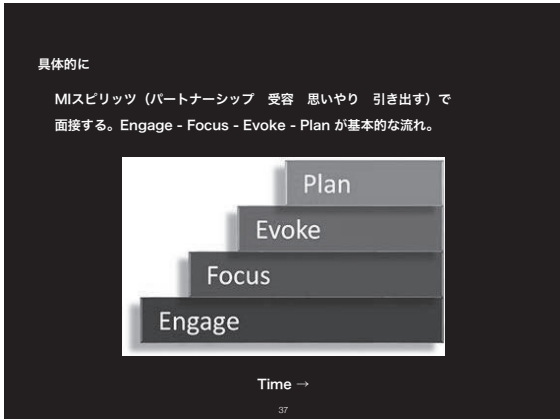 具体的に
MIスピリッツ（パートナーシップ　受容　思いやり　引き出す）で
面接する。Engage - Focus - Evoke - Plan が基本的な流れ。
Plan
Evoke
Focus
Engage
Time →
37